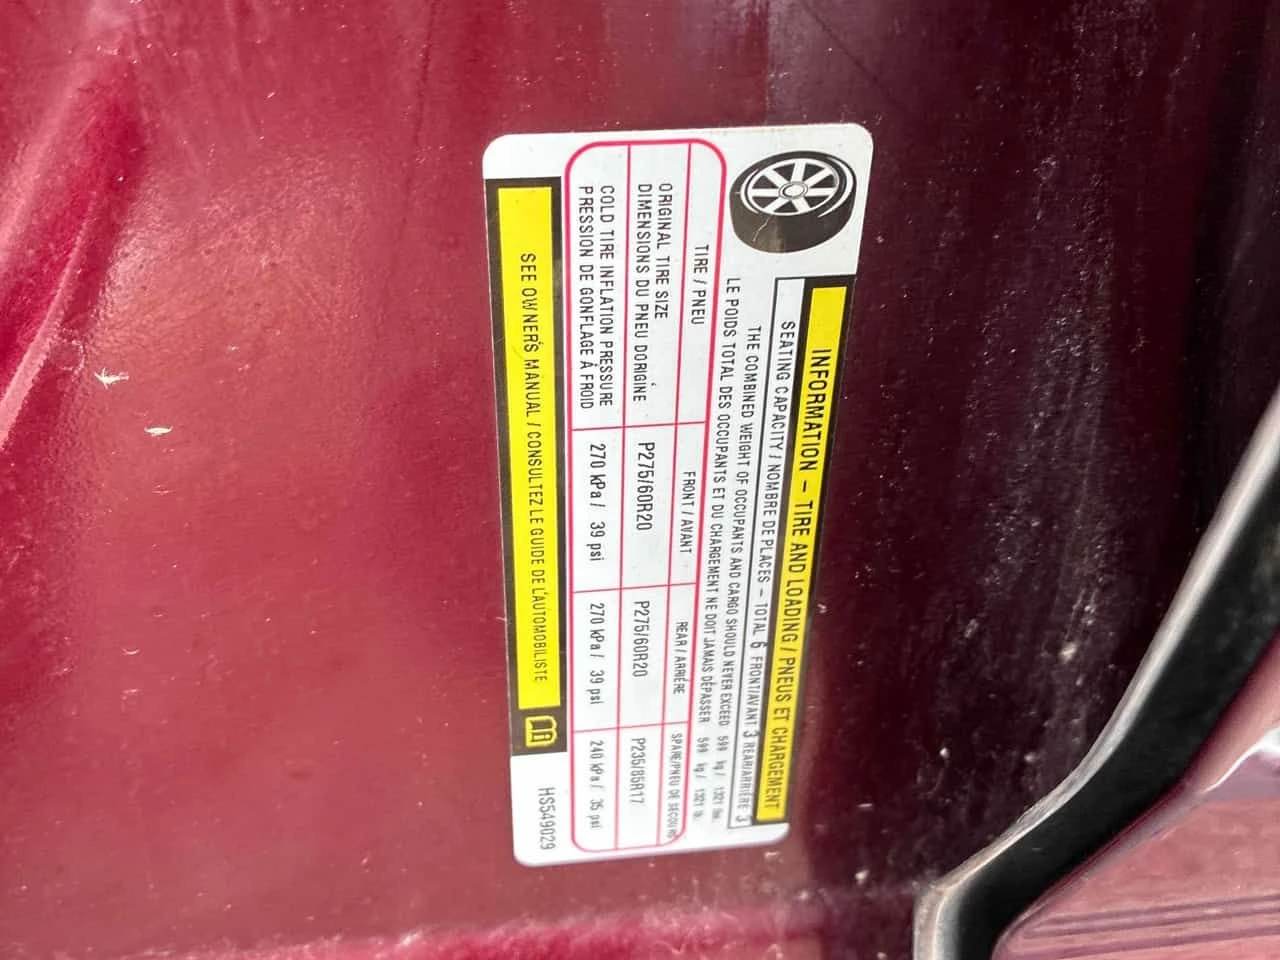 INFORMATION – TIRE AND LOADING / PNEUS ET CHARGEMENT
SEATING CAPACITY / NOMBRE DE PLACES – TOTAL 6 FRONT/AVANT 3 REAR/ARRIÈRE 3
THE COMBINED WEIGHT OF OCCUPANTS AND CARGO SHOULD NEVER EXCEED 599 kg / 1321 lbs.
LE POIDS TOTAL DES OCCUPANTS ET DU CHARGEMENT NE DOIT JAMAIS DÉPASSER 599 kg / 1321 lb.
TIRE / PNEU FRONT / AVANT REAR / ARRIÈRE SPARE/PNEU DE SECOURS
ORIGINAL TIRE SIZE
DIMENSIONS DU PNEU DORIGINE P275/60R20 P275/60R20 P235/85R17
COLD TIRE INFLATION PRESSURE
PRESSION DE GONFLAGE À FROID 270 kPa / 39 psi 270 kPa / 39 psi 240 kPa / 35 psi
SEE OWNER'S MANUAL / CONSULTEZ LE GUIDE DE L'AUTOMOBILISTE
HS549029